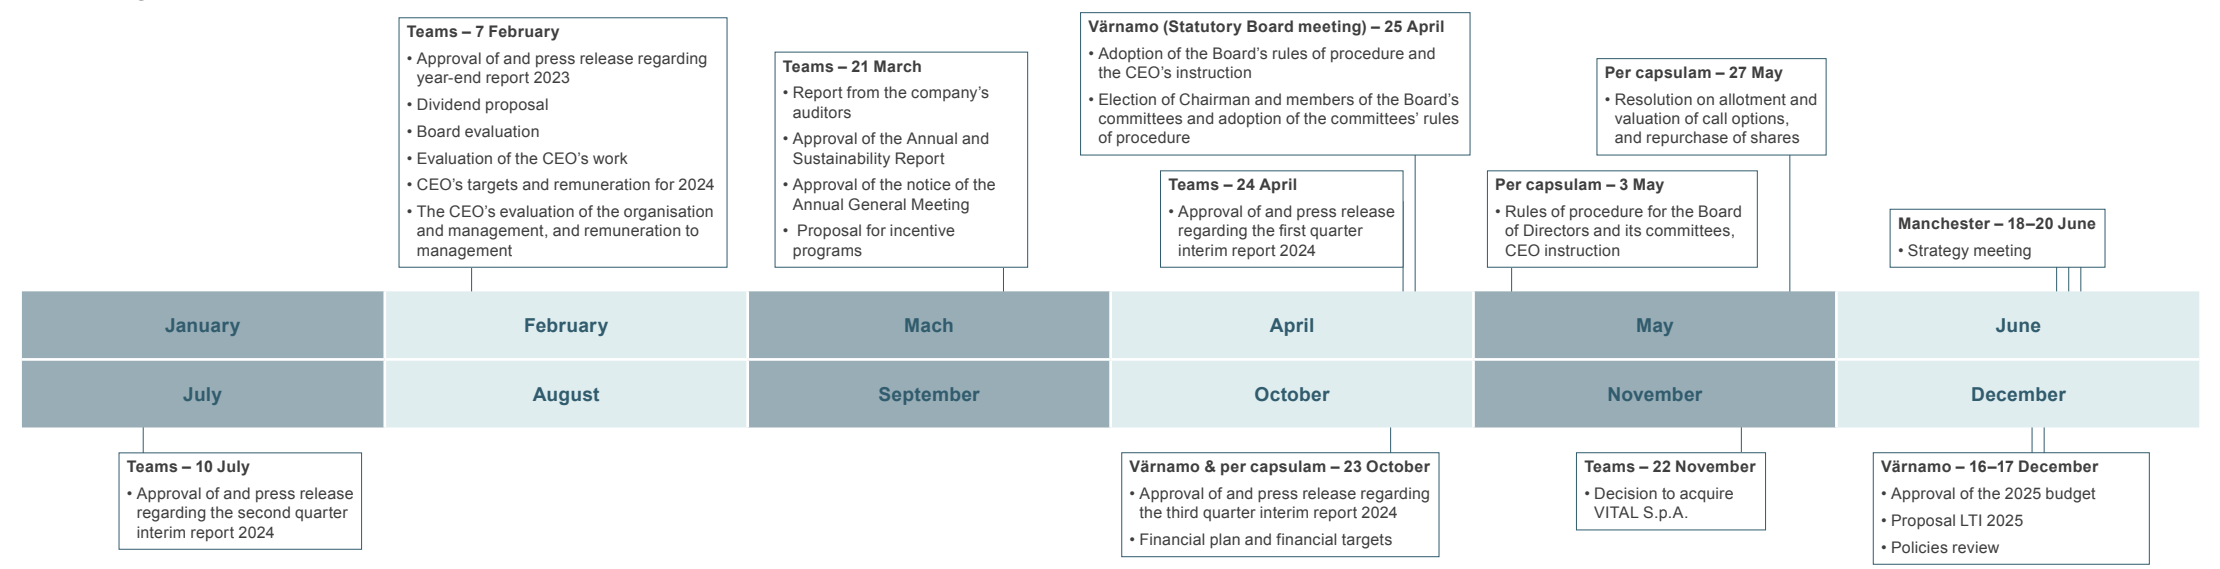 Teams – 7 February
• Approval of and press release regarding
year-end report 2023
• Dividend proposal
• Board evaluation
• Evaluation of the CEO’s work
• CEO’s targets and remuneration for 2024
• The CEO’s evaluation of the organisation
and management, and remuneration to
management
Teams – 21 March
• Report from the company’s
auditors
• Approval of the Annual and
Sustainability Report
• Approval of the notice of the
Annual General Meeting
• Proposal for incentive
programs
Värnamo (Statutory Board meeting) – 25 April
• Adoption of the Board’s rules of procedure and
the CEO’s instruction
• Election of Chairman and members of the Board’s
committees and adoption of the committees’ rules
of procedure
Teams – 24 April
• Approval of and press release
regarding the first quarter
interim report 2024
Per capsulam – 27 May
• Resolution on allotment and
valuation of call options,
and repurchase of shares
Per capsulam – 3 May
• Rules of procedure for the Board
of Directors and its committees,
CEO instruction
Manchester – 18–20 June
• Strategy meeting
January
February
Mach
April
May
June
July
August
September
October
November
December
Teams – 10 July
• Approval of and press release
regarding the second quarter
interim report 2024
Värnamo & per capsulam – 23 October
• Approval of and press release regarding
the third quarter interim report 2024
• Financial plan and financial targets
Teams – 22 November
• Decision to acquire
VITAL S.p.A.
Värnamo – 16–17 December
• Approval of the 2025 budget
• Proposal LTI 2025
• Policies review